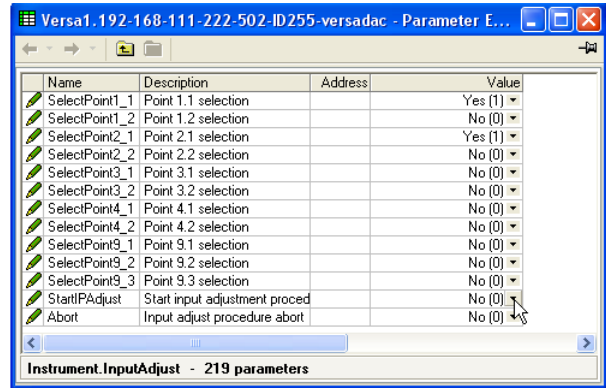 Versa1.192-168-111-222-502-ID255-versadac - Parameter E...
Name Description Address Value
SelectPoint1_1 Point 1.1 selection Yes (1)
SelectPoint1_2 Point 1.2 selection No (0)
SelectPoint2_1 Point 2.1 selection Yes (1)
SelectPoint2_2 Point 2.2 selection No (0)
SelectPoint3_1 Point 3.1 selection No (0)
SelectPoint3_2 Point 3.2 selection No (0)
SelectPoint4_1 Point 4.1 selection No (0)
SelectPoint4_2 Point 4.2 selection No (0)
SelectPoint9_1 Point 9.1 selection No (0)
SelectPoint9_2 Point 9.2 selection No (0)
SelectPoint9_3 Point 9.3 selection No (0)
StartIPAdjust Start input adjustment proced No (0)
Abort Input adjust procedure abort No (0)
Instrument.InputAdjust - 219 parameters